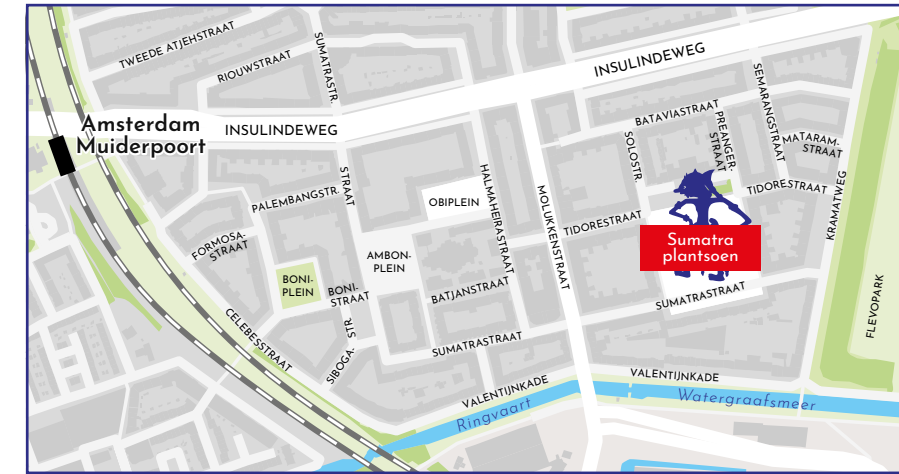 TWEEDE ATJEHSTRAAT
RIOUWSTRAAT
SUMATRASTR.
INSULINDEWEG
SEMARANGSTRAAT
BATAVIASTRAAT
PREANGER-
STRAAT
MATARAM-
STRAAT
Amsterdam
Muiderpoort
INSULINDEWEG
SOLOSTR.
STRAAT
HALMAHEIRASTRAAT
MOLUKKENSTRAAT
PALEMBANGSTR.
OBIPLEIN
TIDORESTRAAT
TIDORESTRAAT
KRAMATWEG
FORMOSA-
STRAAT
AMBON-
PLEIN
Sumatra
plantsoen
BONI-
PLEIN
BONI-
STRAAT
BATJANSTRAAT
SUMATRASTRAAT
FLEVOPARK
CELEBESSTRAAT
SIBOGA-
STR.
SUMATRASTRAAT
VALENTIJNKADE
VALENTIJNKADE
Ringvaart
Watergraafsmeer